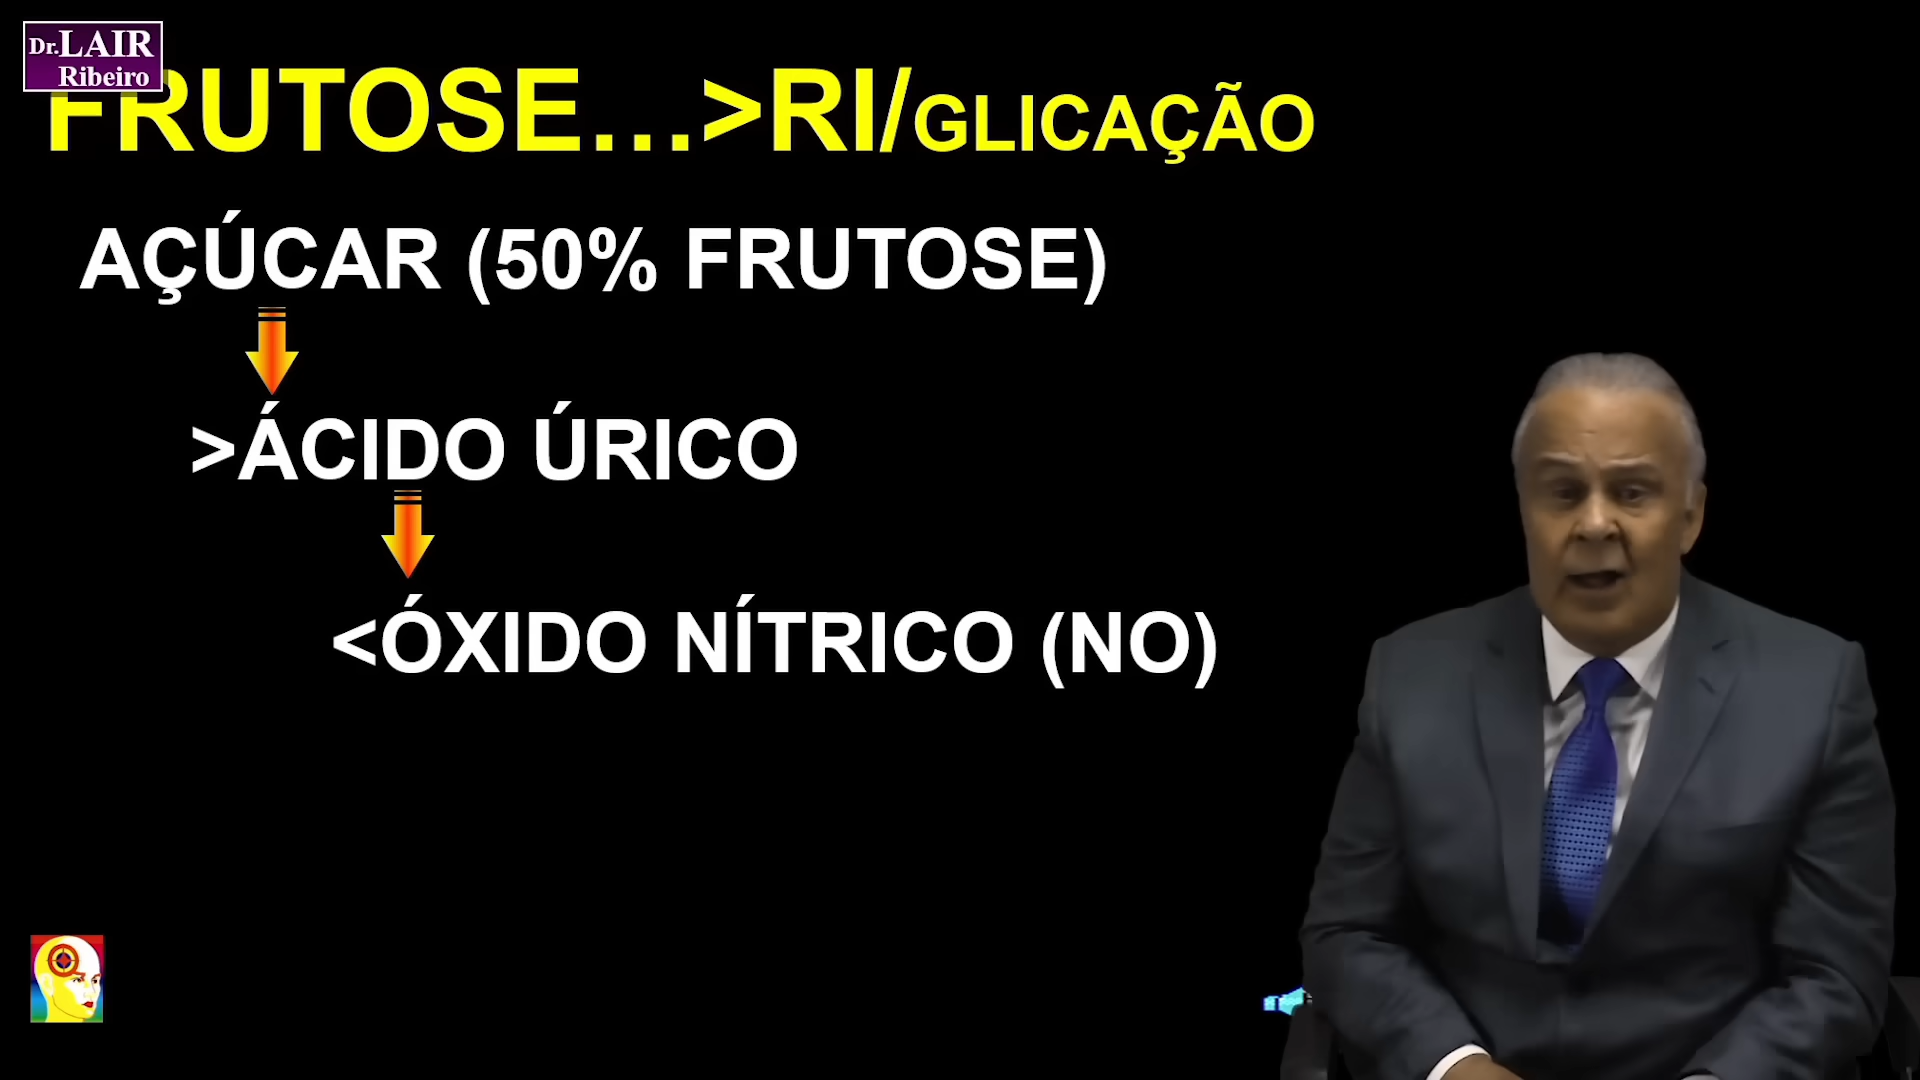 Dr. LAIR
Ribeiro
FRUTOSE...>RI/GLICAÇÃO
AÇÚCAR (50% FRUTOSE)
>ÁCIDO ÚRICO
<ÓXIDO NÍTRICO (NO)